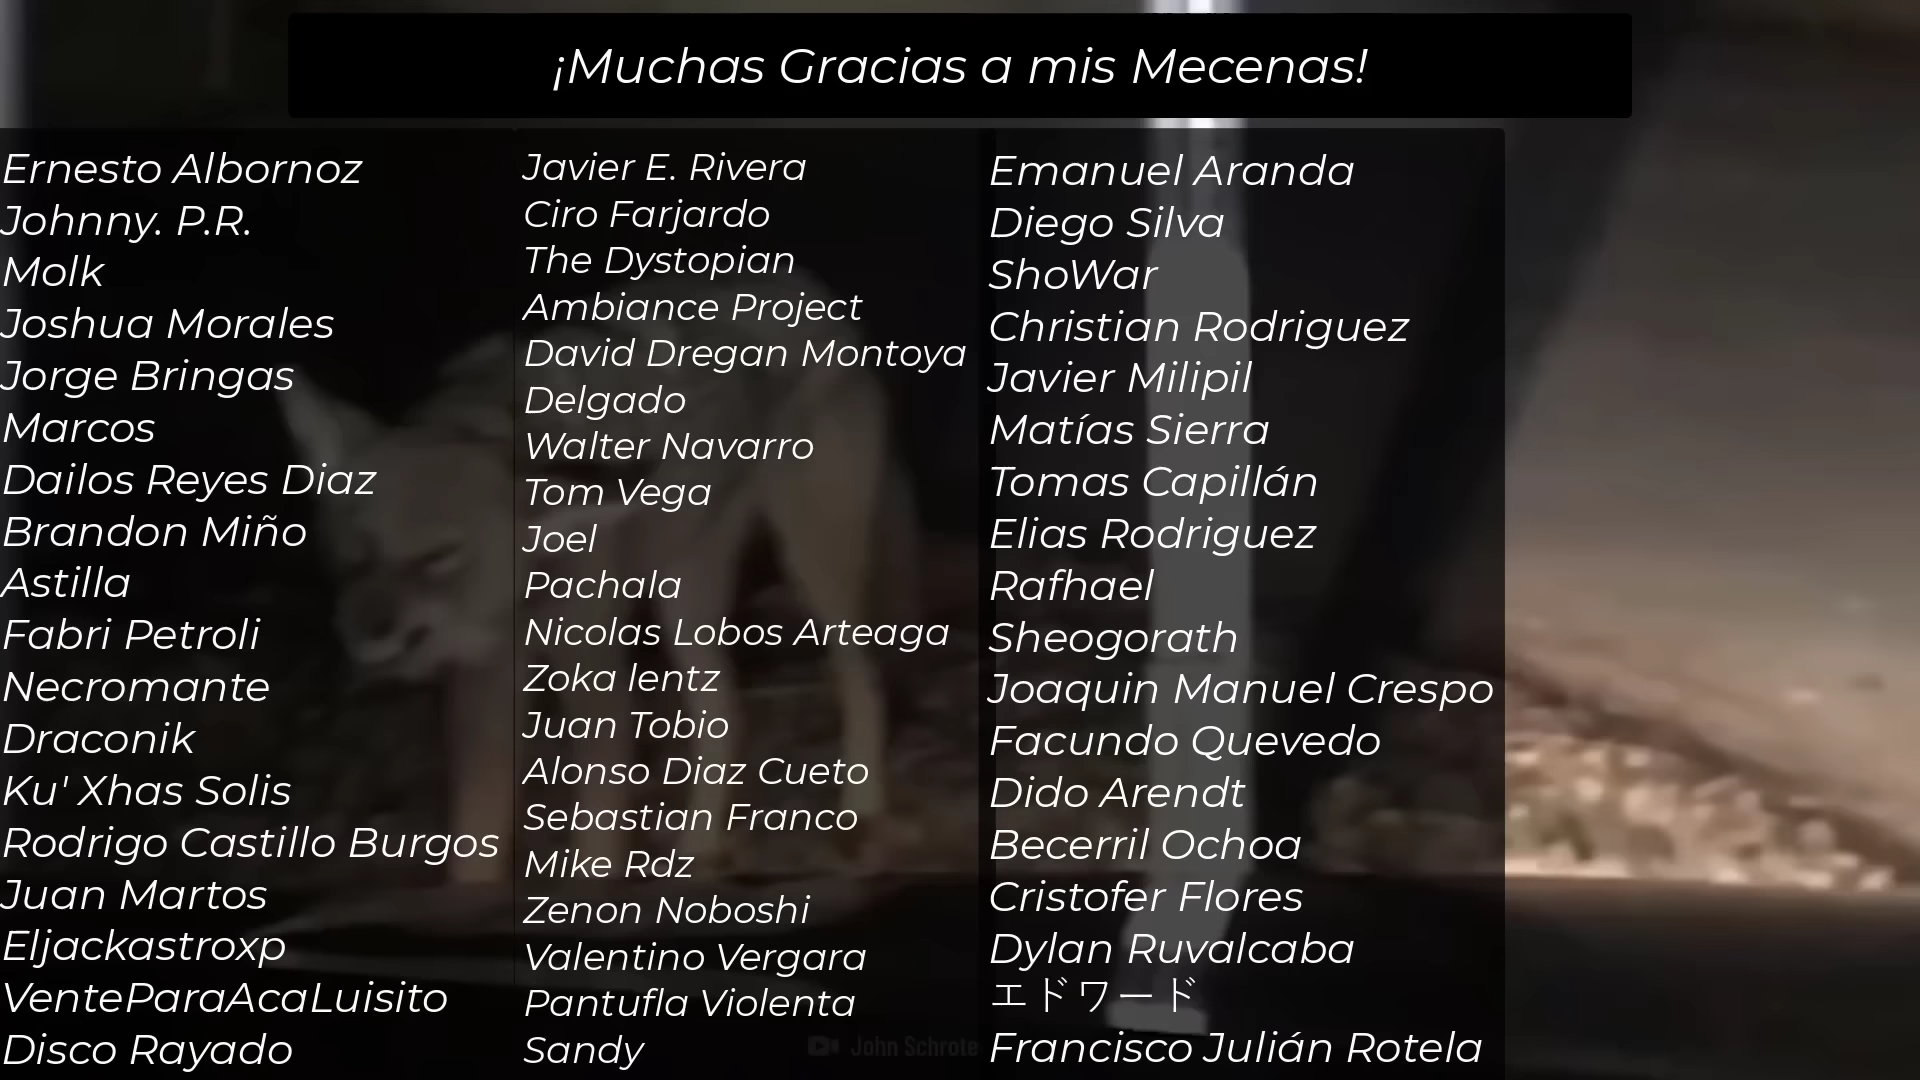 ¡Muchas Gracias a mis Mecenas!
Ernesto Albornoz
Johnny. P.R.
Molk
Joshua Morales
Jorge Bringas
Marcos
Dailos Reyes Diaz
Brandon Miño
Astilla
Fabri Petroli
Necromante
Draconik
Ku' Xhas Solis
Rodrigo Castillo Burgos
Juan Martos
Eljackastroxp
VenteParaAcaLuisito
Disco Rayado
Javier E. Rivera
Ciro Farjardo
The Dystopian
Ambiance Project
David Dregan Montoya
Delgado
Walter Navarro
Tom Vega
Joel
Pachala
Nicolas Lobos Arteaga
Zoka lentz
Juan Tobio
Alonso Diaz Cueto
Sebastian Franco
Mike Rdz
Zenon Noboshi
Valentino Vergara
Pantufla Violenta
Sandy
Emanuel Aranda
Diego Silva
ShoWar
Christian Rodriguez
Javier Milipil
Matías Sierra
Tomas Capillán
Elias Rodriguez
Rafhael
Sheogorath
Joaquin Manuel Crespo
Facundo Quevedo
Dido Arendt
Becerril Ochoa
Cristofer Flores
Dylan Ruvalcaba
エドワード
Francisco Julián Rotela
John Schrote